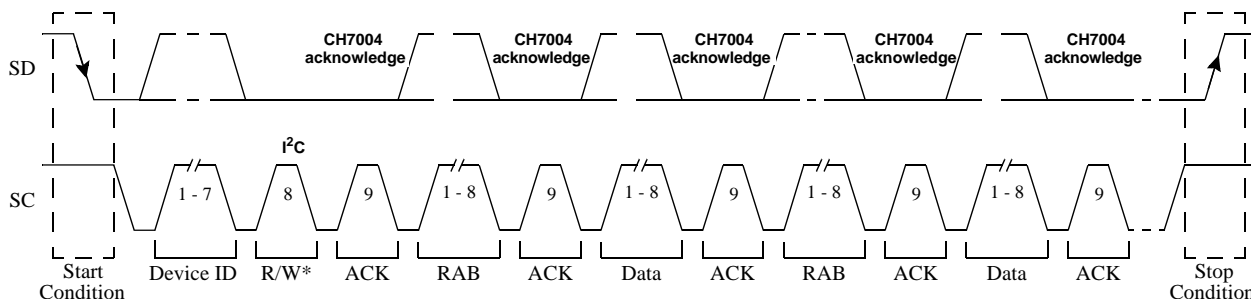 CH7004 CH7004 CH7004 CH7004 CH7004
acknowledge acknowledge acknowledge acknowledge acknowledge
SD
I²C
SC
1 - 7 8 9 1 - 8 9 1 - 8 9 1 - 8 9 1 - 8 9
Start Device ID R/W* ACK RAB ACK Data ACK RAB ACK Data ACK Stop
Condition Condition